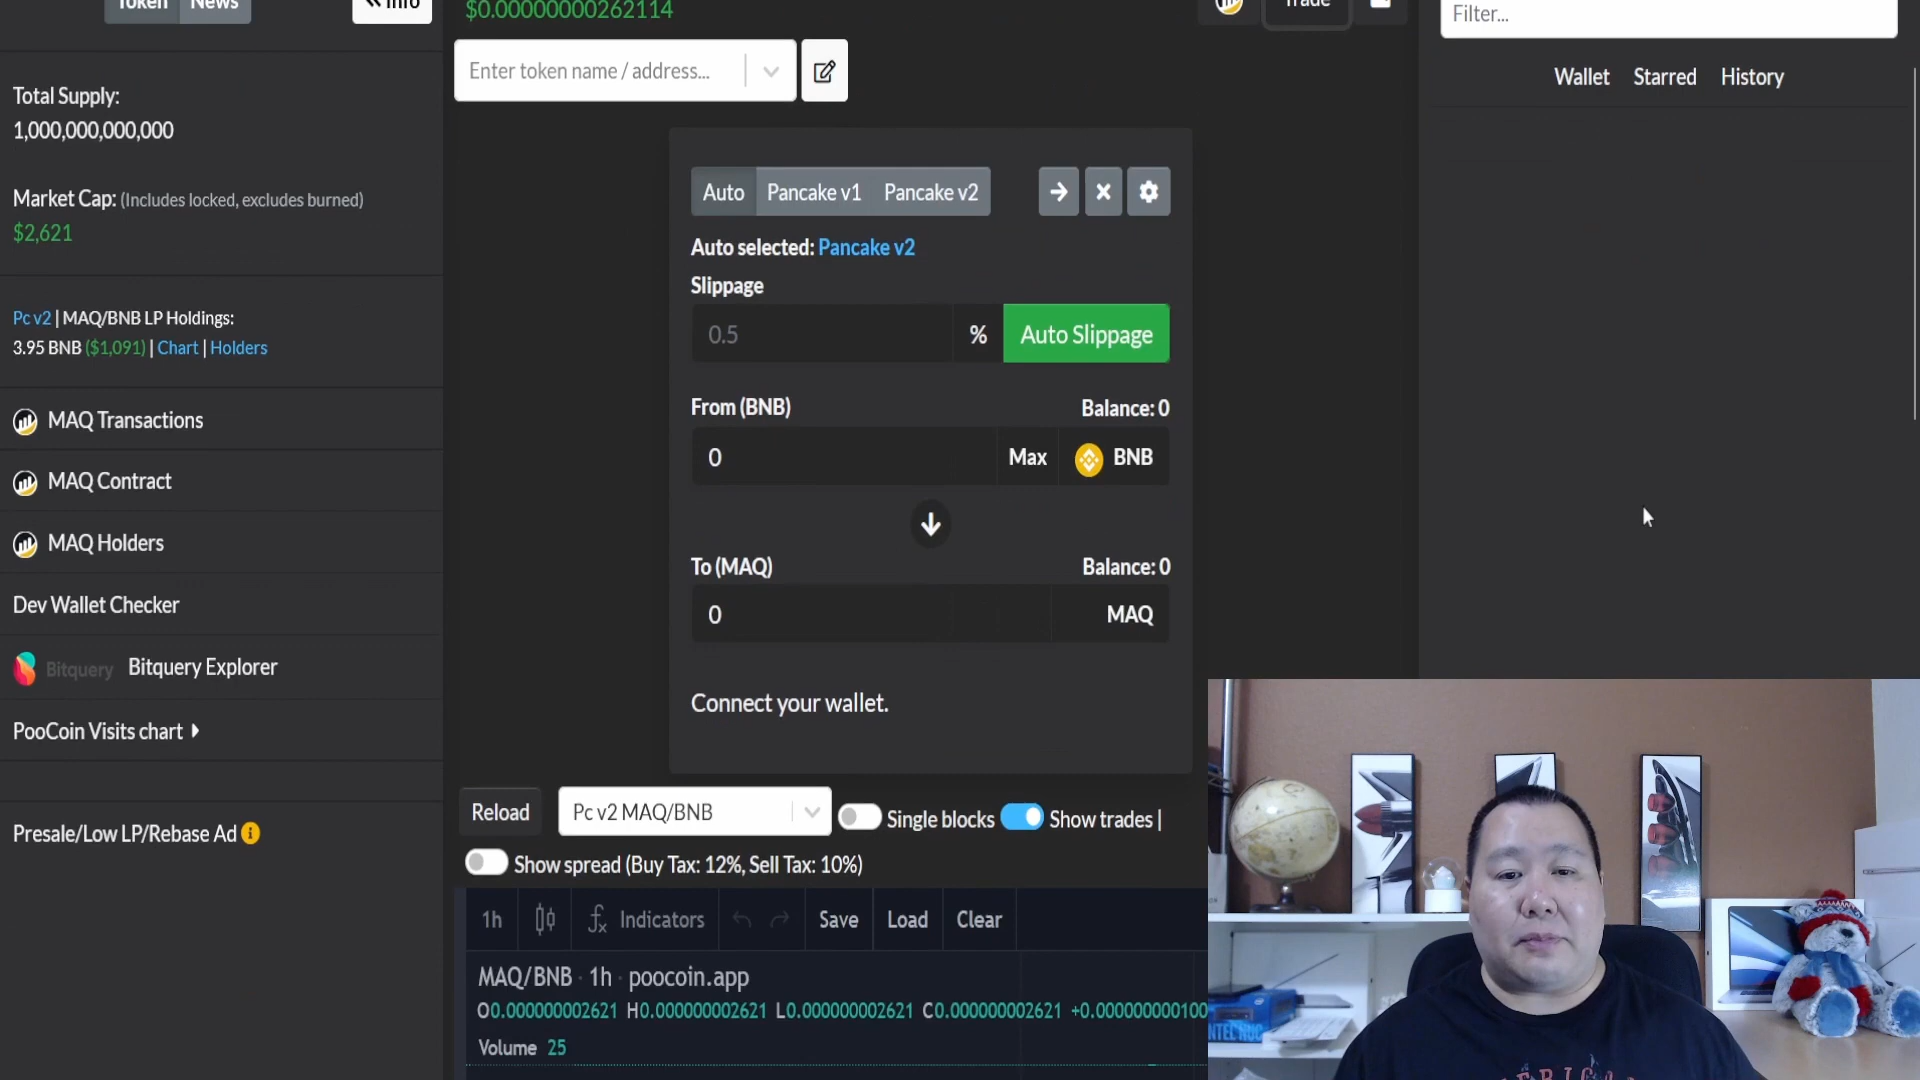 Token News
Info
Total Supply:
1,000,000,000,000
Market Cap: (Includes locked, excludes burned)
$2,621
Pc v2 | MAQ/BNB LP Holdings:
3.95 BNB ($1,091) | Chart | Holders
MAQ Transactions
MAQ Contract
MAQ Holders
Dev Wallet Checker
Bitquery Bitquery Explorer
PooCoin Visits chart
Presale/Low LP/Rebase Ad
$0.00000000262114
Trade
Enter token name / address...
Auto Pancake v1 Pancake v2
Auto selected: Pancake v2
Slippage
0.5 % Auto Slippage
From (BNB) Balance: 0
0 Max BNB
To (MAQ) Balance: 0
0 MAQ
Connect your wallet.
Reload Pc v2 MAQ/BNB Single blocks Show trades |
Show spread (Buy Tax: 12%, Sell Tax: 10%)
1h Indicators Save Load Clear
MAQ/BNB · 1h · poocoin.app
O0.000000002621 H0.000000002621 L0.000000002621 C0.000000002621 +0.000000000100
Volume 25
Filter...
Wallet Starred History